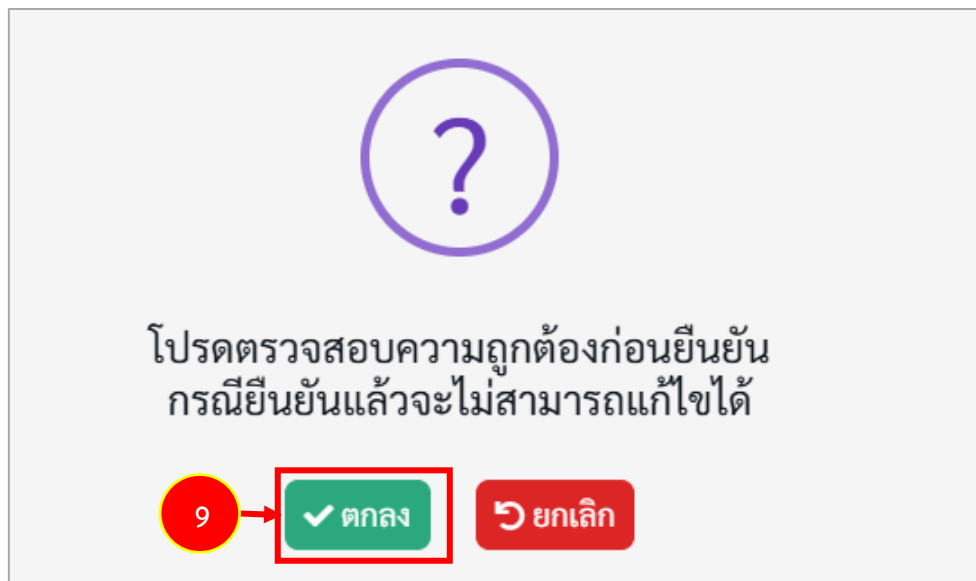 ?
โปรดตรวจสอบความถูกต้องก่อนยืนยัน
กรณียืนยันแล้วจะไม่สามารถแก้ไขได้
9 ตกลง ยกเลิก